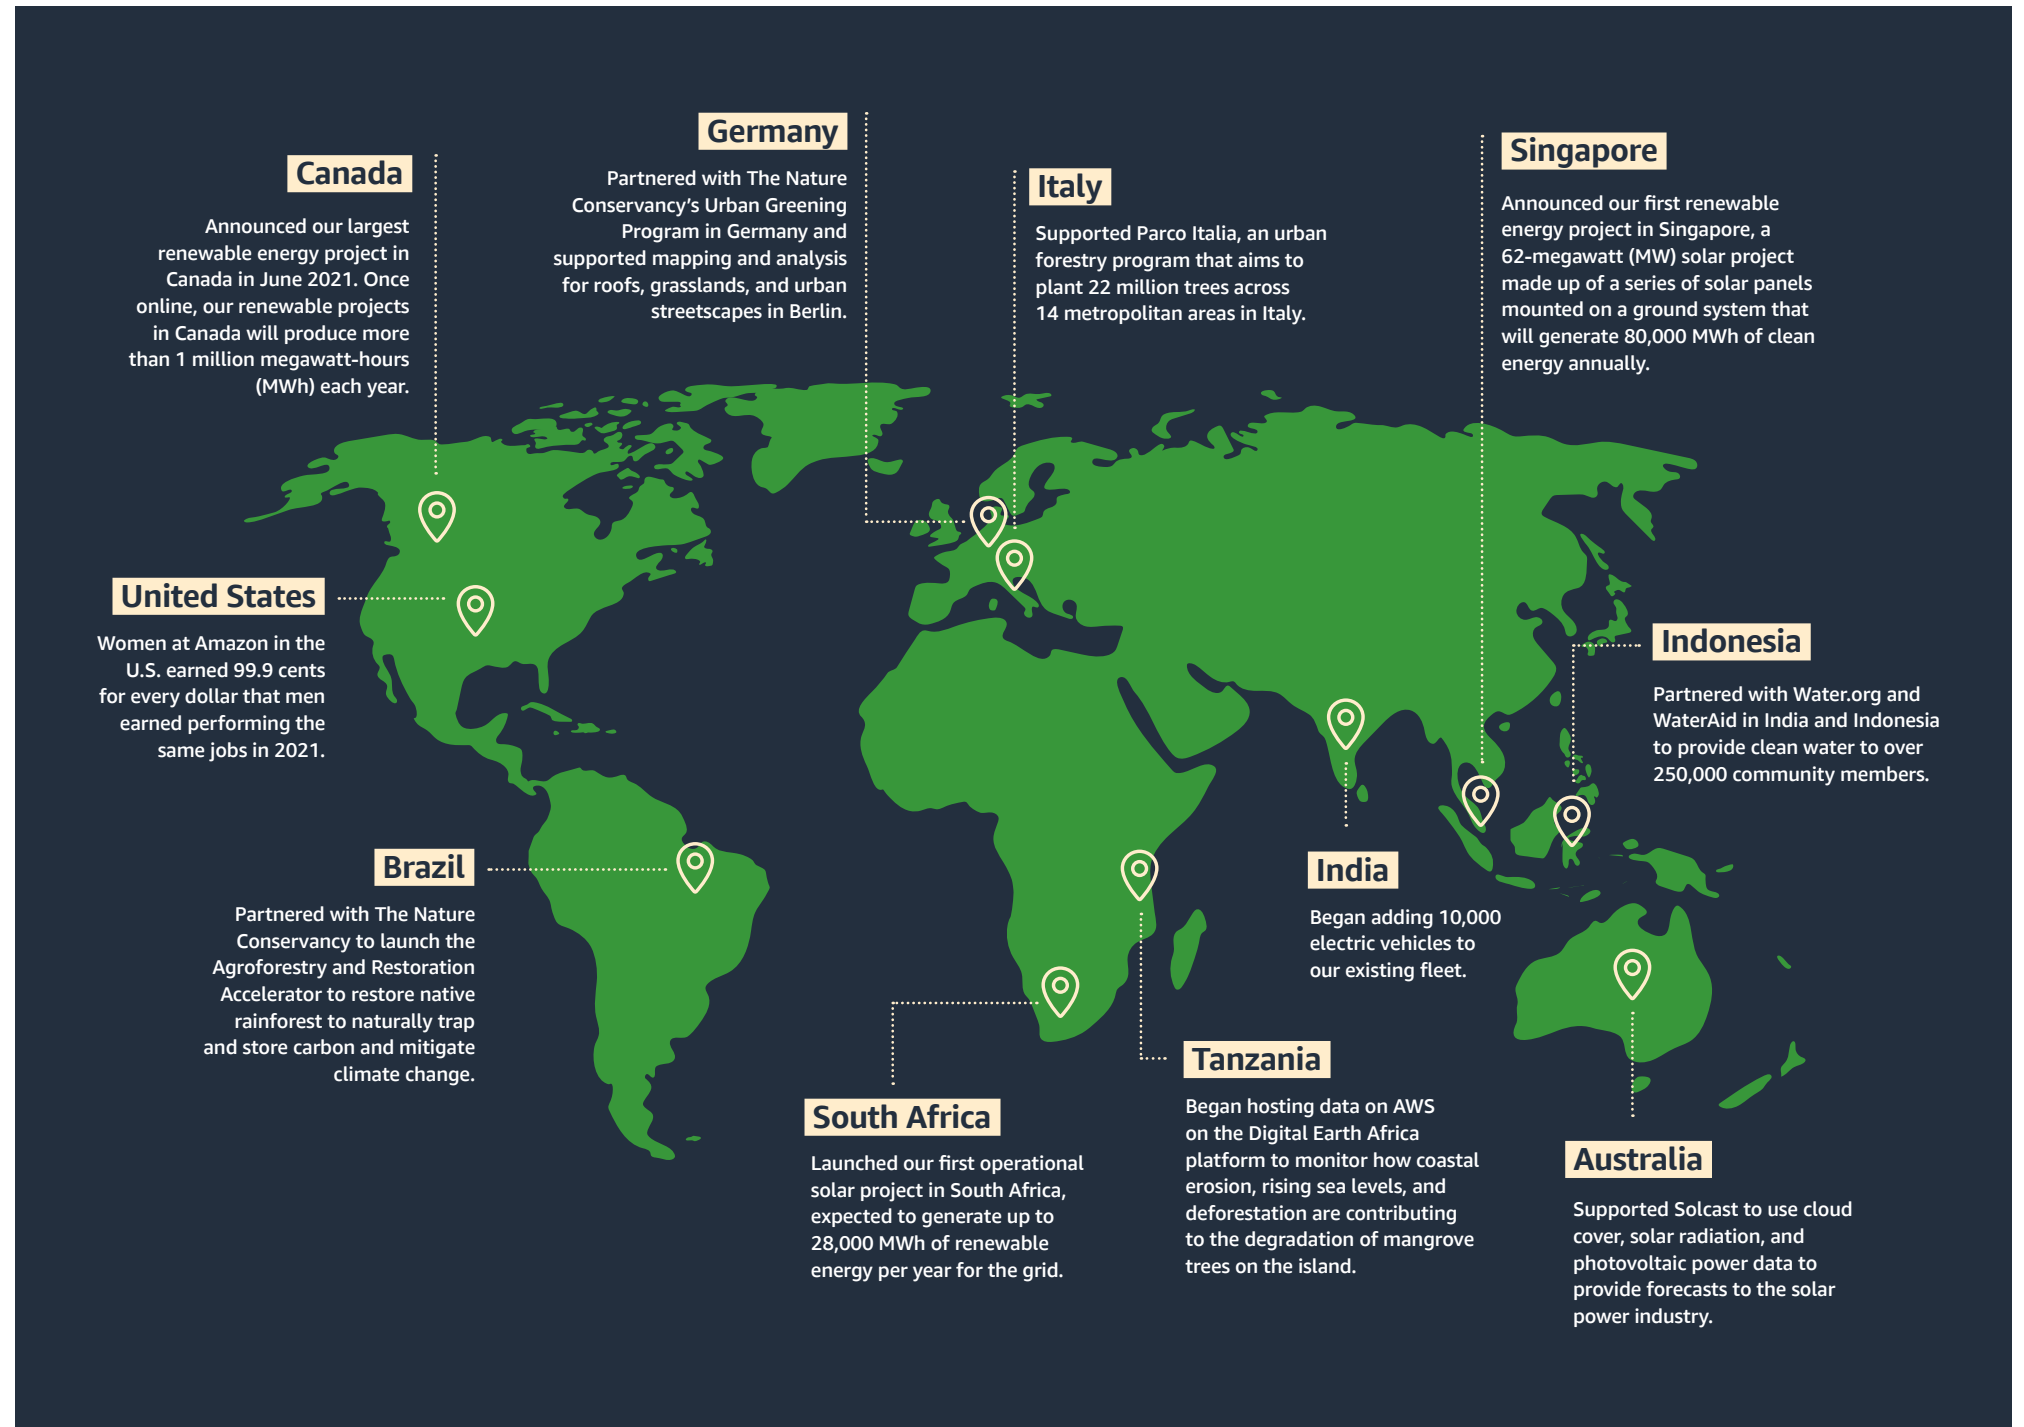 Canada
Announced our largest
renewable energy project in
Canada in June 2021. Once
online, our renewable projects
in Canada will produce more
than 1 million megawatt-hours
(MWh) each year.
Germany
Partnered with The Nature
Conservancy’s Urban Greening
Program in Germany and
supported mapping and analysis
for roofs, grasslands, and urban
streetscapes in Berlin.
Italy
Supported Parco Italia, an urban
forestry program that aims to
plant 22 million trees across
14 metropolitan areas in Italy.
Singapore
Announced our first renewable
energy project in Singapore, a
62-megawatt (MW) solar project
made up of a series of solar panels
mounted on a ground system that
will generate 80,000 MWh of clean
energy annually.
United States
Women at Amazon in the
U.S. earned 99.9 cents
for every dollar that men
earned performing the
same jobs in 2021.
Indonesia
Partnered with Water.org and
WaterAid in India and Indonesia
to provide clean water to over
250,000 community members.
Brazil
Partnered with The Nature
Conservancy to launch the
Agroforestry and Restoration
Accelerator to restore native
rainforest to naturally trap
and store carbon and mitigate
climate change.
India
Began adding 10,000
electric vehicles to
our existing fleet.
South Africa
Launched our first operational
solar project in South Africa,
expected to generate up to
28,000 MWh of renewable
energy per year for the grid.
Tanzania
Began hosting data on AWS
on the Digital Earth Africa
platform to monitor how coastal
erosion, rising sea levels, and
deforestation are contributing
to the degradation of mangrove
trees on the island.
Australia
Supported Solcast to use cloud
cover, solar radiation, and
photovoltaic power data to
provide forecasts to the solar
power industry.